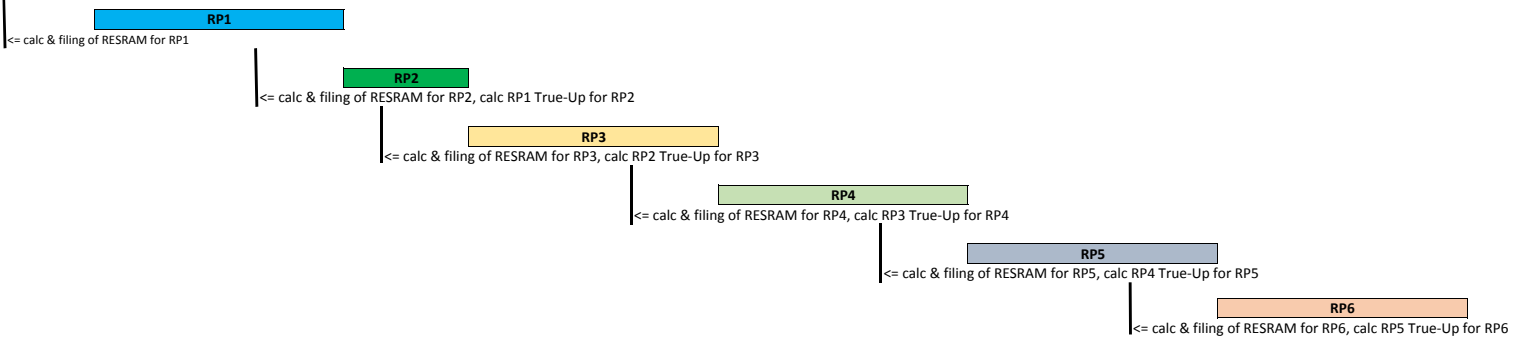 RP1
<= calc & filing of RESRAM for RP1
RP2
<= calc & filing of RESRAM for RP2, calc RP1 True-Up for RP2
RP3
<= calc & filing of RESRAM for RP3, calc RP2 True-Up for RP3
RP4
<= calc & filing of RESRAM for RP4, calc RP3 True-Up for RP4
RP5
<= calc & filing of RESRAM for RP5, calc RP4 True-Up for RP5
RP6
<= calc & filing of RESRAM for RP6, calc RP5 True-Up for RP6